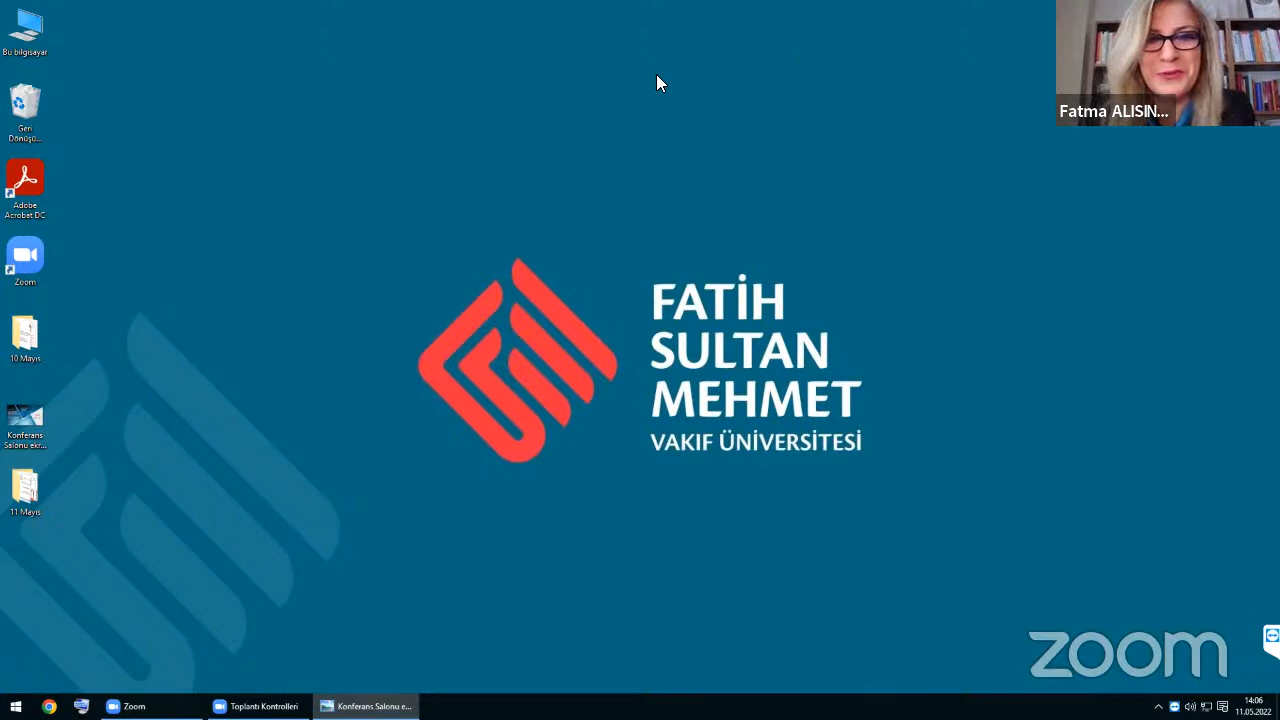 Bu bilgisayar
Geri
Dönüşü...
Adobe
Acrobat DC
Zoom
10 Mayıs
Konferans
Salonu ekr...
11 Mayıs
Fatma ALISIN...
FATİH
SULTAN
MEHMET
VAKIF ÜNİVERSİTESİ
zoom
Zoom
Toplantı Kontrolleri
Konferans Salonu e...
14:06
11.05.2022